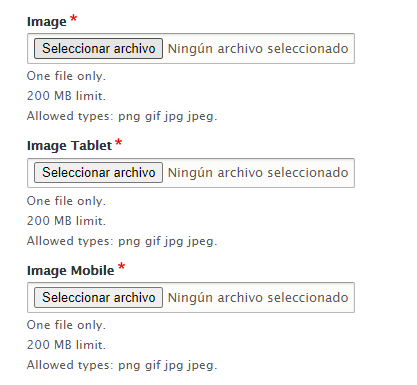 Image *
Seleccionar archivo Ningún archivo seleccionado
One file only.
200 MB limit.
Allowed types: png gif jpg jpeg.
Image Tablet *
Seleccionar archivo Ningún archivo seleccionado
One file only.
200 MB limit.
Allowed types: png gif jpg jpeg.
Image Mobile *
Seleccionar archivo Ningún archivo seleccionado
One file only.
200 MB limit.
Allowed types: png gif jpg jpeg.